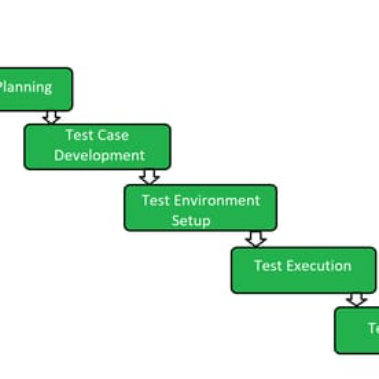 Planning
Test Case
Development
Test Environment
Setup
Test Execution